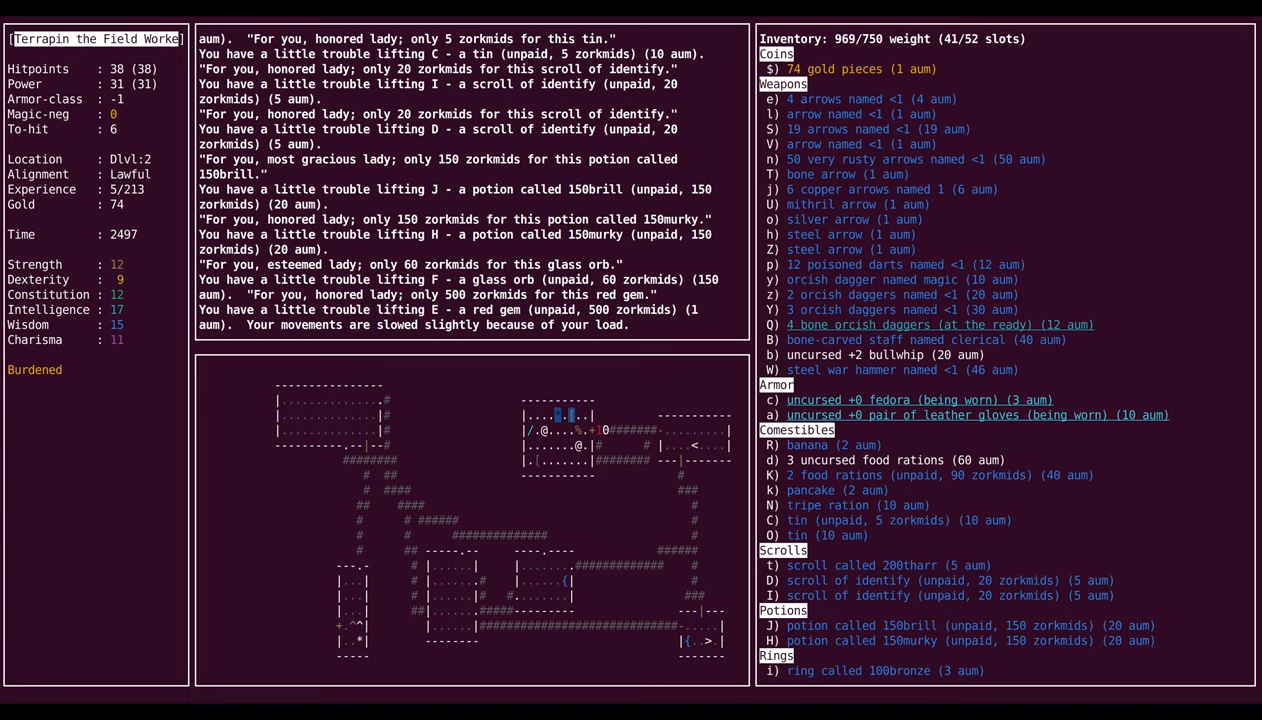 [Terrapin the Field Worke]
Hitpoints    : 38 (38)
Power        : 31 (31)
Armor-class  : -1
Magic-neg    : 0
To-hit       : 6
Location     : Dlvl:2
Alignment    : Lawful
Experience   : 5/213
Gold         : 74
Time         : 2497
Strength     : 12
Dexterity    :  9
Constitution : 12
Intelligence : 17
Wisdom       : 15
Charisma     : 11
Burdened
aum).  "For you, honored lady; only 5 zorkmids for this tin."
You have a little trouble lifting C - a tin (unpaid, 5 zorkmids) (10 aum).
"For you, honored lady; only 20 zorkmids for this scroll of identify."
You have a little trouble lifting I - a scroll of identify (unpaid, 20
zorkmids) (5 aum).
"For you, honored lady; only 20 zorkmids for this scroll of identify."
You have a little trouble lifting D - a scroll of identify (unpaid, 20
zorkmids) (5 aum).
"For you, most gracious lady; only 150 zorkmids for this potion called
150brill."
You have a little trouble lifting J - a potion called 150brill (unpaid, 150
zorkmids) (20 aum).
"For you, honored lady; only 150 zorkmids for this potion called 150murky."
You have a little trouble lifting H - a potion called 150murky (unpaid, 150
zorkmids) (20 aum).
"For you, esteemed lady; only 60 zorkmids for this glass orb."
You have a little trouble lifting F - a glass orb (unpaid, 60 zorkmids) (150
aum).  "For you, honored lady; only 500 zorkmids for this red gem."
You have a little trouble lifting E - a red gem (unpaid, 500 zorkmids) (1
aum).  Your movements are slowed slightly because of your load.
Inventory: 969/750 weight (41/52 slots)
Coins
$) 74 gold pieces (1 aum)
Weapons
e) 4 arrows named <1 (4 aum)
l) arrow named <1 (1 aum)
S) 19 arrows named <1 (19 aum)
V) arrow named <1 (1 aum)
n) 50 very rusty arrows named <1 (50 aum)
T) bone arrow (1 aum)
j) 6 copper arrows named 1 (6 aum)
U) mithril arrow (1 aum)
o) silver arrow (1 aum)
h) steel arrow (1 aum)
Z) steel arrow (1 aum)
p) 12 poisoned darts named <1 (12 aum)
y) orcish dagger named magic (10 aum)
z) 2 orcish daggers named <1 (20 aum)
Y) 3 orcish daggers named <1 (30 aum)
Q) 4 bone orcish daggers (at the ready) (12 aum)
B) bone-carved staff named clerical (40 aum)
b) uncursed +2 bullwhip (20 aum)
W) steel war hammer named <1 (46 aum)
Armor
c) uncursed +0 fedora (being worn) (3 aum)
a) uncursed +0 pair of leather gloves (being worn) (10 aum)
Comestibles
R) banana (2 aum)
d) 3 uncursed food rations (60 aum)
K) 2 food rations (unpaid, 90 zorkmids) (40 aum)
k) pancake (2 aum)
N) tripe ration (10 aum)
C) tin (unpaid, 5 zorkmids) (10 aum)
O) tin (10 aum)
Scrolls
t) scroll called 200tharr (5 aum)
D) scroll of identify (unpaid, 20 zorkmids) (5 aum)
I) scroll of identify (unpaid, 20 zorkmids) (5 aum)
Potions
J) potion called 150brill (unpaid, 150 zorkmids) (20 aum)
H) potion called 150murky (unpaid, 150 zorkmids) (20 aum)
Rings
i) ring called 100bronze (3 aum)